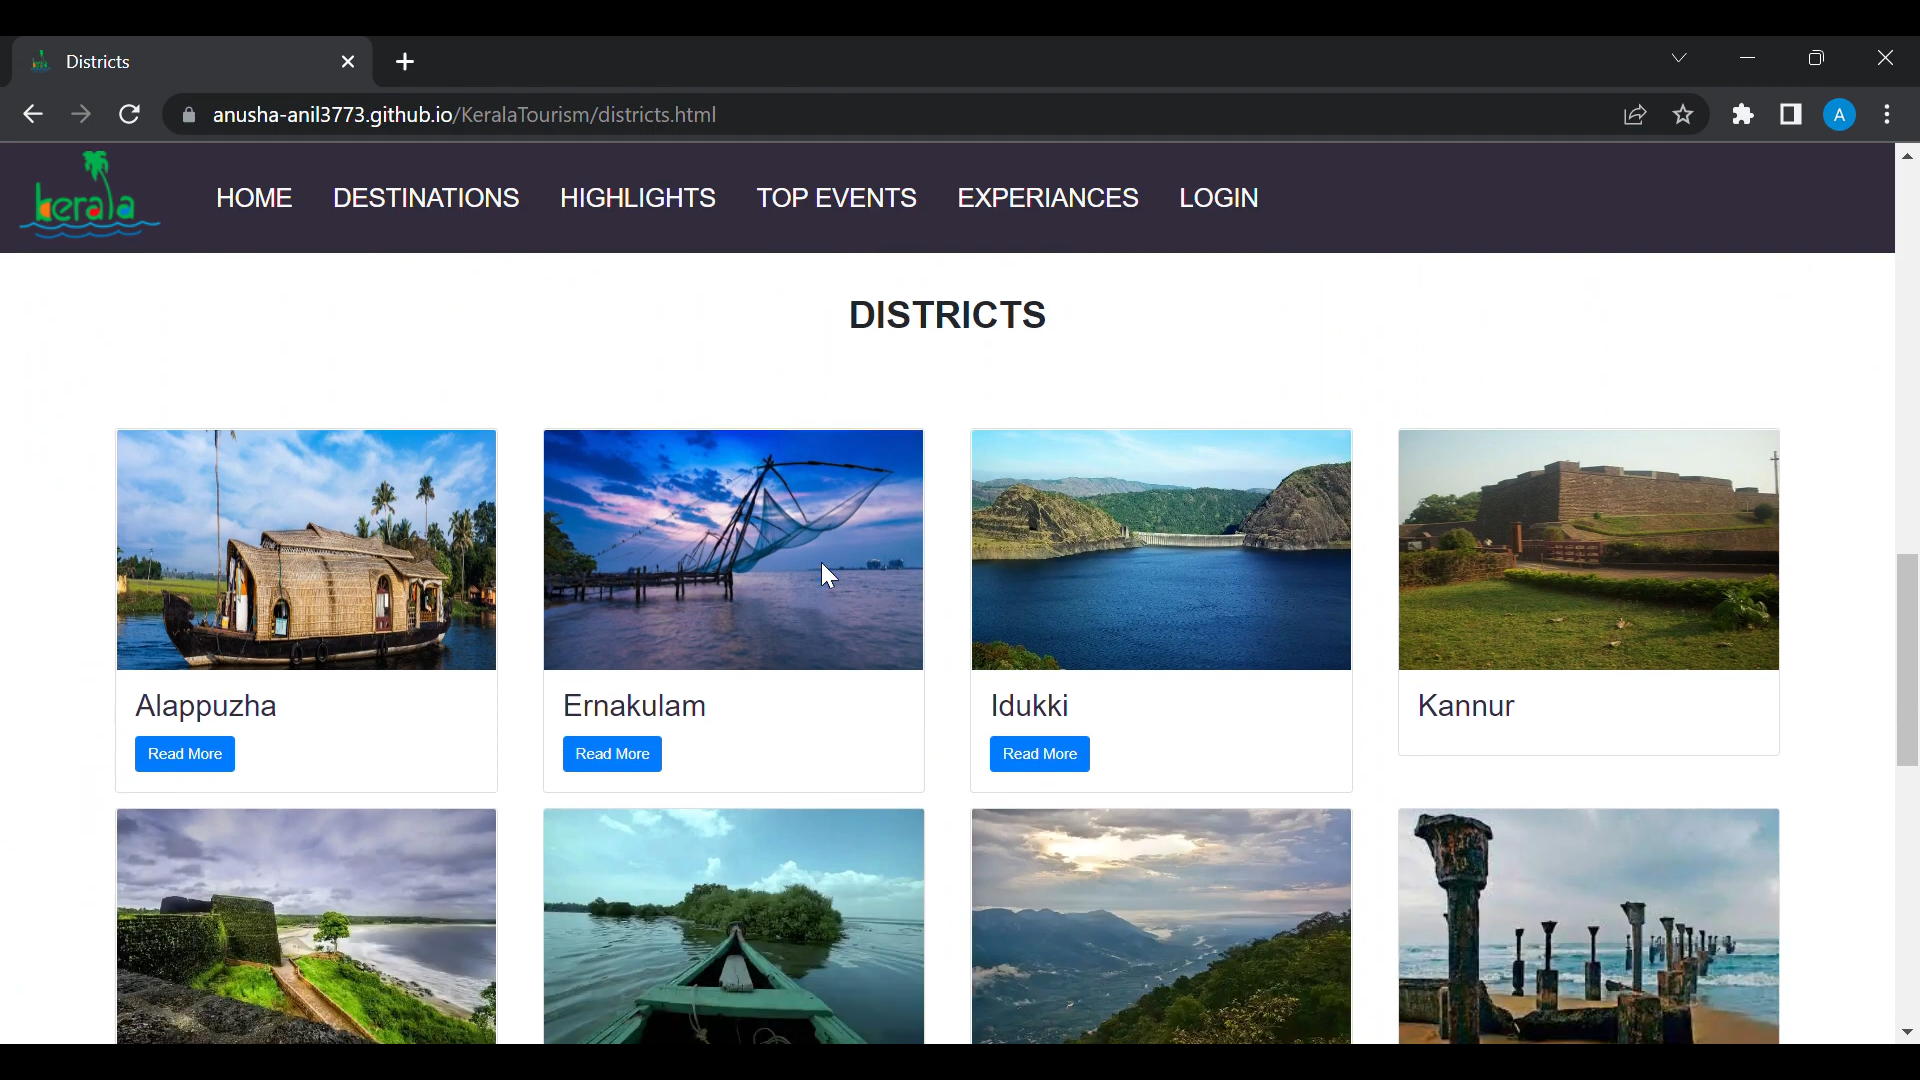 Districts
anusha-anil3773.github.io/KeralaTourism/districts.html
A
kerala
HOME DESTINATIONS HIGHLIGHTS TOP EVENTS EXPERIANCES LOGIN
DISTRICTS
Alappuzha
Read More
Ernakulam
Read More
Idukki
Read More
Kannur